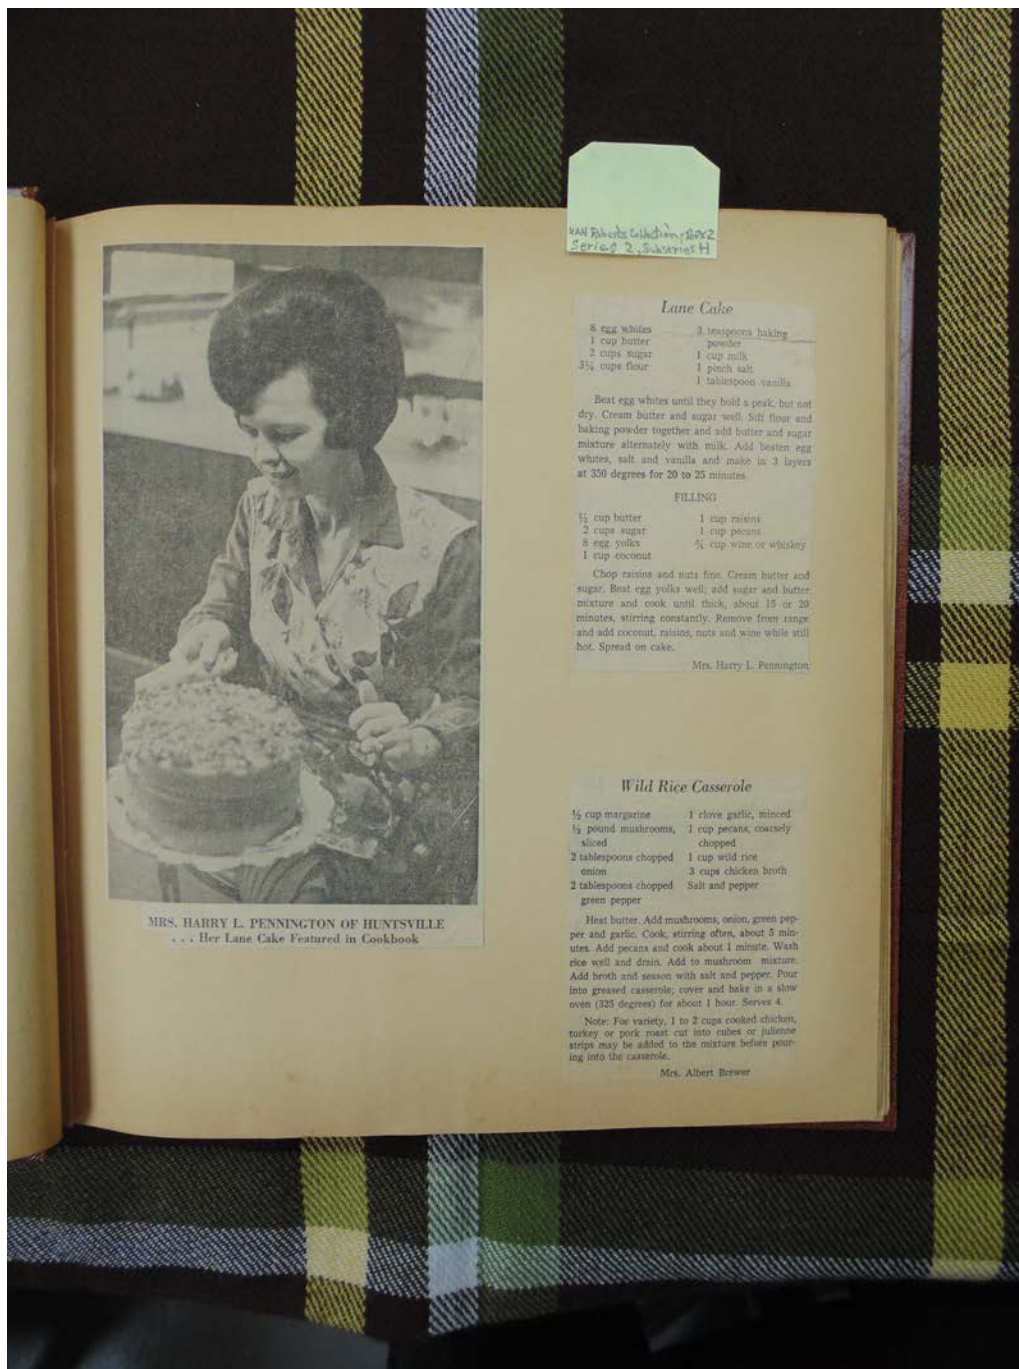 UAH Roberts Collection, Box 2
Series 2, Subseries H
MRS. HARRY L. PENNINGTON OF HUNTSVILLE
. . . Her Lane Cake Featured in Cookbook
Lane Cake
8 egg whites
1 cup butter
2 cups sugar
3¼ cups flour
3 teaspoons baking
powder
1 cup milk
1 pinch salt
1 tablespoon vanilla
Beat egg whites until they hold a peak, but not
dry. Cream butter and sugar well. Sift flour and
baking powder together and add butter and sugar
mixture alternately with milk. Add beaten egg
whites, salt and vanilla and make in 3 layers
at 350 degrees for 20 to 25 minutes.
FILLING
½ cup butter
2 cups sugar
8 egg yolks
1 cup coconut
1 cup raisins
1 cup pecans
¾ cup wine or whiskey
Chop raisins and nuts fine. Cream butter and
sugar. Beat egg yolks well; add sugar and butter
mixture and cook until thick, about 15 or 20
minutes, stirring constantly. Remove from range
and add coconut, raisins, nuts and wine while still
hot. Spread on cake.
Mrs. Harry L. Pennington
Wild Rice Casserole
½ cup margarine
½ pound mushrooms,
sliced
2 tablespoons chopped
onion
2 tablespoons chopped
green pepper
1 clove garlic, minced
1 cup pecans, coarsely
chopped
1 cup wild rice
3 cups chicken broth
Salt and pepper
Heat butter. Add mushrooms, onion, green pep-
per and garlic. Cook, stirring often, about 5 min-
utes. Add pecans and cook about 1 minute. Wash
rice well and drain. Add to mushroom mixture.
Add broth and season with salt and pepper. Pour
into greased casserole; cover and bake in a slow
oven (325 degrees) for about 1 hour. Serves 4.
Note: For variety, 1 to 2 cups cooked chicken,
turkey or pork roast cut into cubes or julienne
strips may be added to the mixture before pour-
ing into the casserole.
Mrs. Albert Brewer